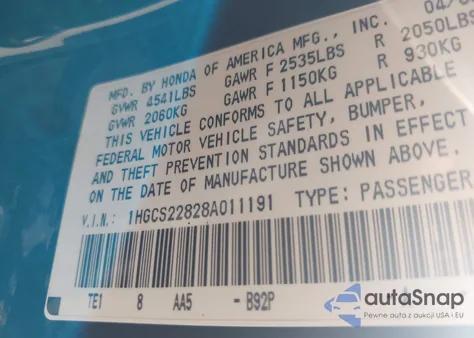 MFD. BY HONDA OF AMERICA MFG., INC. 04/
GVWR 4541LBS GAWR F 2535LBS R 2050LBS
GVWR 2060KG GAWR F 1150KG R 930KG
THIS VEHICLE CONFORMS TO ALL APPLICABLE
FEDERAL MOTOR VEHICLE SAFETY, BUMPER,
AND THEFT PREVENTION STANDARDS IN EFFECT
ON THE DATE OF MANUFACTURE SHOWN ABOVE.
V.I.N.: 1HGCS22828A011191 TYPE: PASSENGER
TE1 8 AA5 - B92P
autaSnap
Pewne auta z aukcji USA i EU